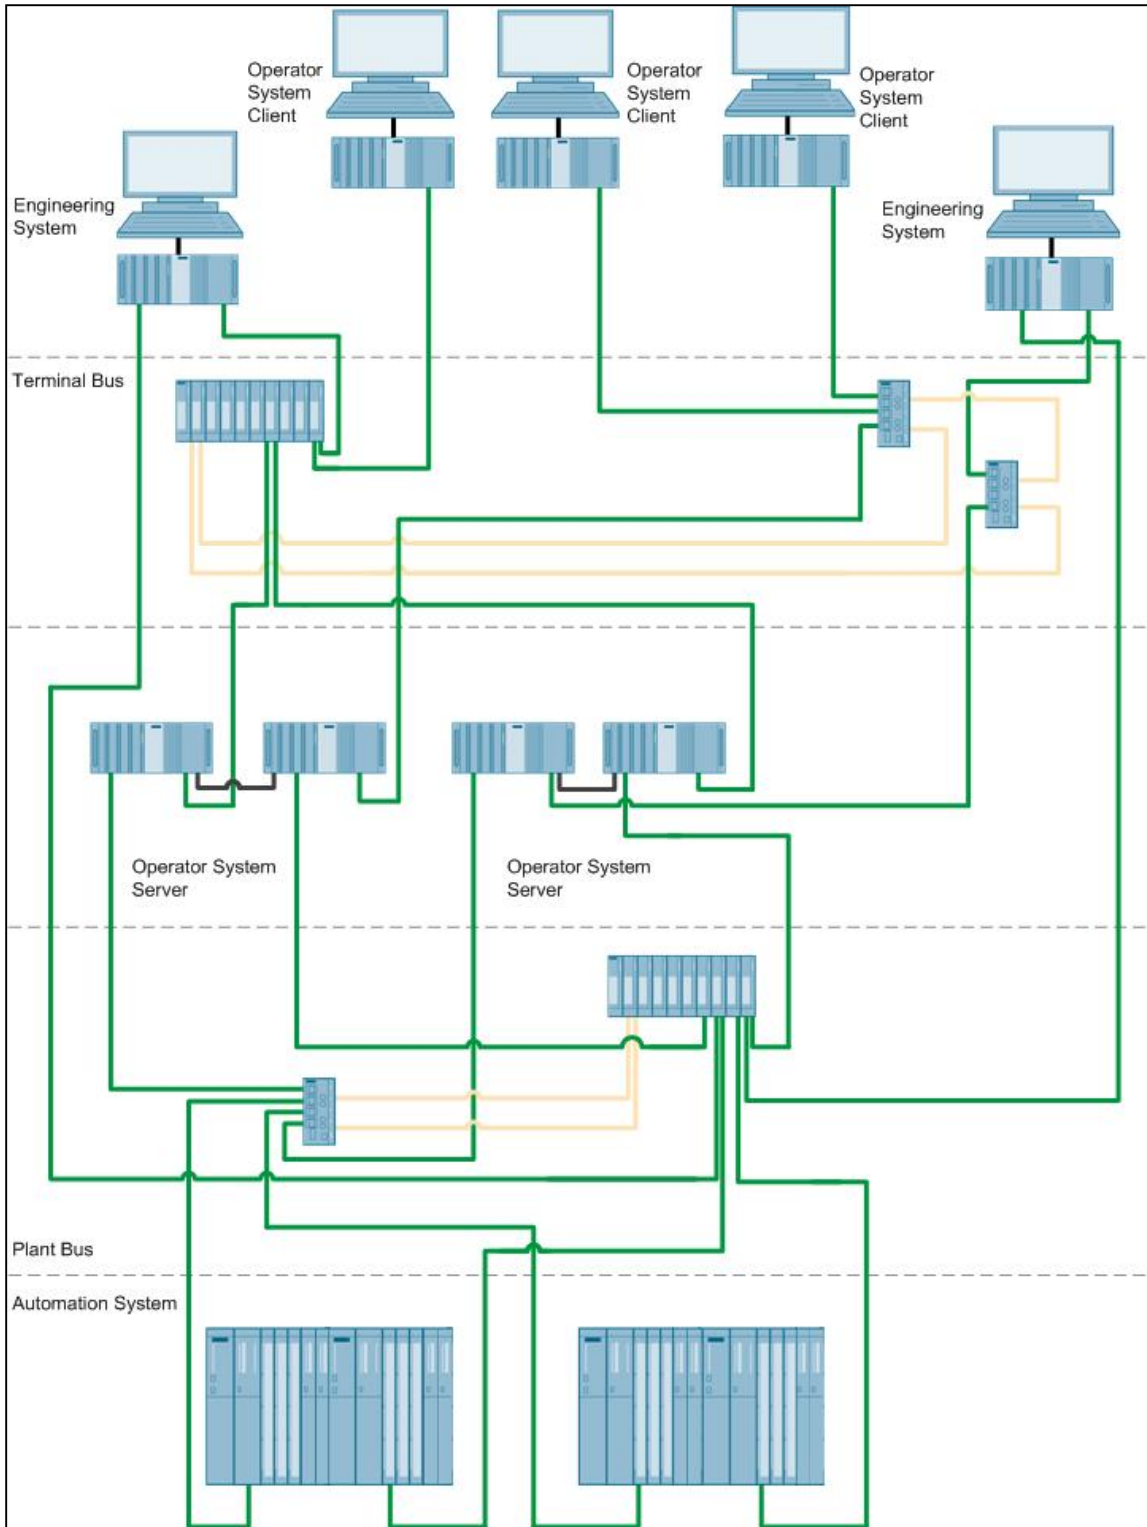 Operator
System
Client
Operator
System
Client
Operator
System
Client
Engineering
System
Engineering
System
Terminal Bus
Operator System
Server
Operator System
Server
Plant Bus
Automation System